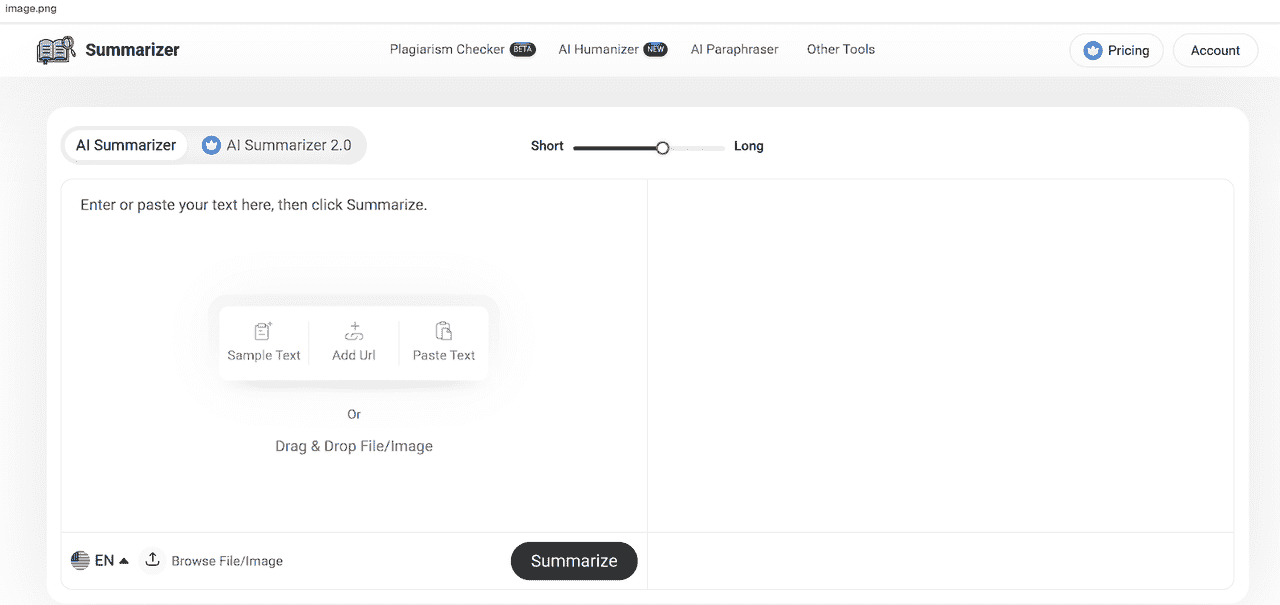 image.png
Summarizer
Plagiarism Checker BETA AI Humanizer NEW AI Paraphraser Other Tools
Pricing Account
AI Summarizer AI Summarizer 2.0
Short Long
Enter or paste your text here, then click Summarize.
Sample Text Add Url Paste Text
Or
Drag & Drop File/Image
EN Browse File/Image Summarize